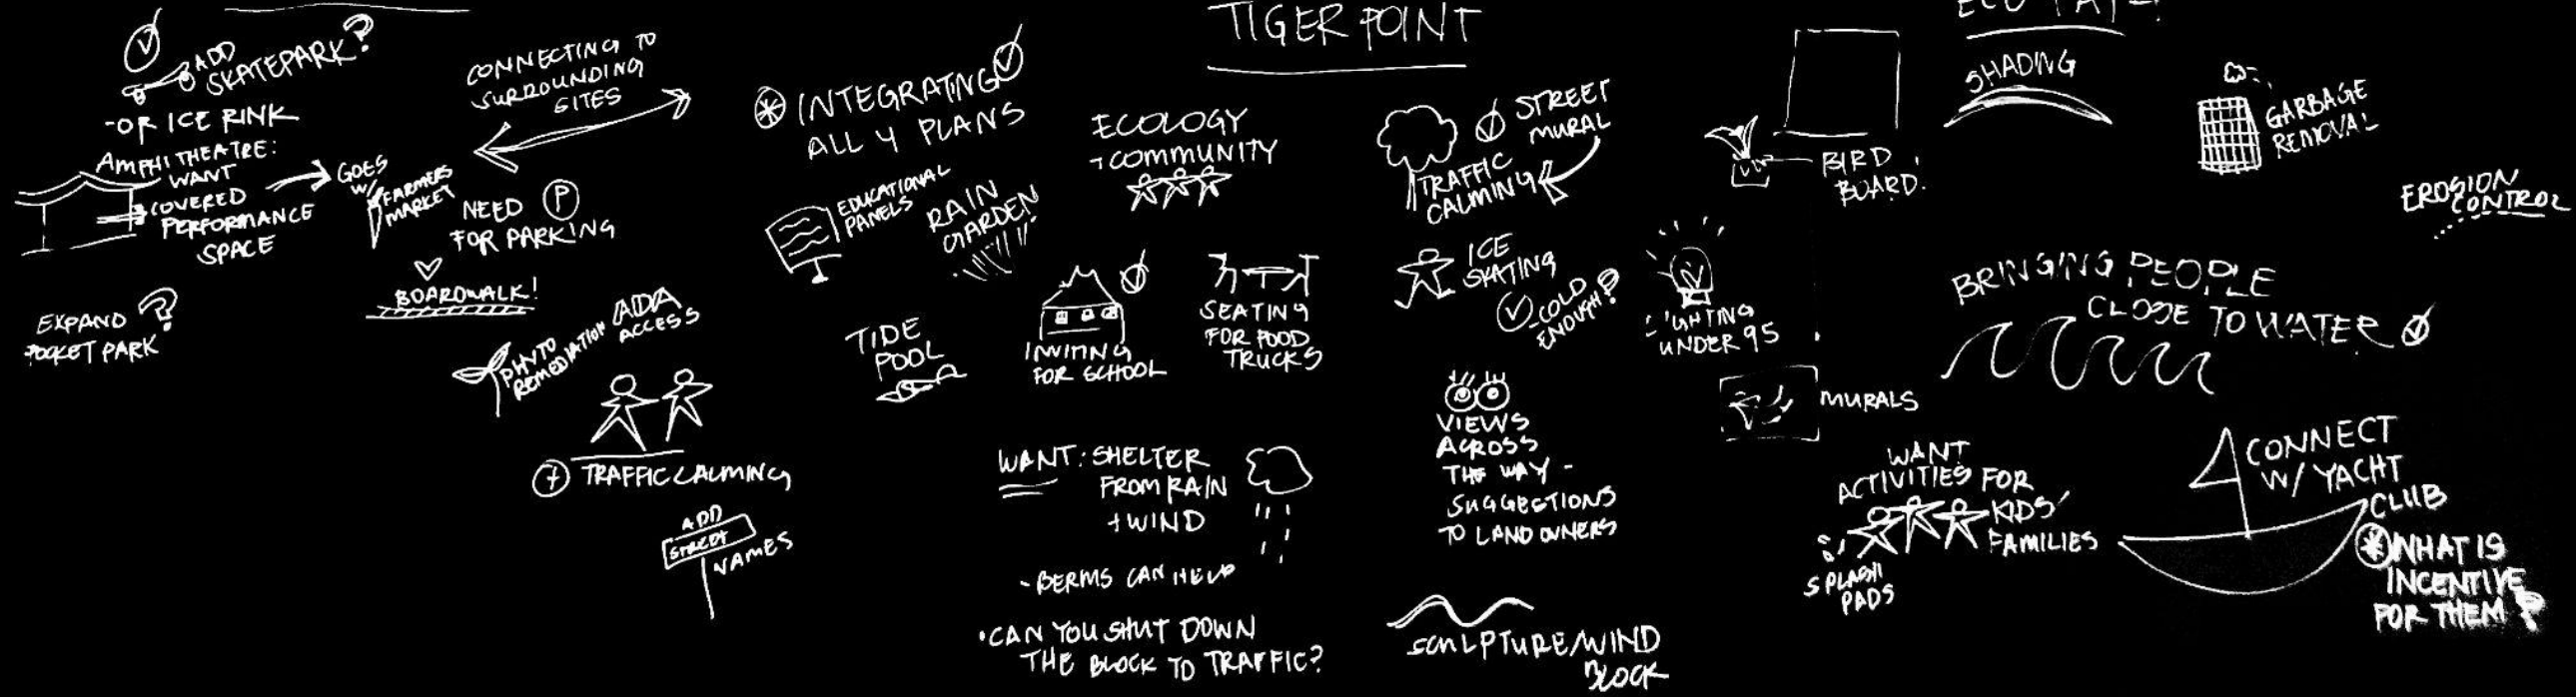 ADD
SKATEPARK?
-OR ICE RINK
AMPHITHEATRE:
WANT
COVERED
PERFORMANCE
SPACE
GOES
W/
FARMERS
MARKET
CONNECTING TO
SURROUNDING
SITES
NEED P
FOR PARKING
BOARDWALK!
EXPAND ?
POCKET PARK
PHYTO
REMEDIATION
ADA
ACCESS
+ TRAFFIC CALMING
ADD
STREET
NAMES
TIGER POINT
* INTEGRATING
ALL 4 PLANS
EDUCATIONAL
PANELS
RAIN
GARDEN!
ECOLOGY
+ COMMUNITY
STREET
MURAL
TRAFFIC
CALMING
TIDE
POOL
INVITING
FOR SCHOOL
SEATING
FOR FOOD
TRUCKS
ICE
SKATING
-COLD
ENOUGH?
WANT: SHELTER
FROM RAIN
+ WIND
- BERMS CAN HELP
•CAN YOU SHUT DOWN
THE BLOCK TO TRAFFIC?
VIEWS
ACROSS
THE WAY -
SUGGESTIONS
TO LAND OWNERS
SCULPTURE/WIND
BLOCK
SHADING
BIRD
BOARD.
GARBAGE
REMOVAL
EROSION
CONTROL
LIGHTING
UNDER 95
BRINGING PEOPLE
CLOSE TO WATER
MURALS
WANT
ACTIVITIES FOR
KIDS/
FAMILIES
SPLASH
PADS
CONNECT
W/ YACHT
CLUB
* WHAT IS
INCENTIVE
FOR THEM?